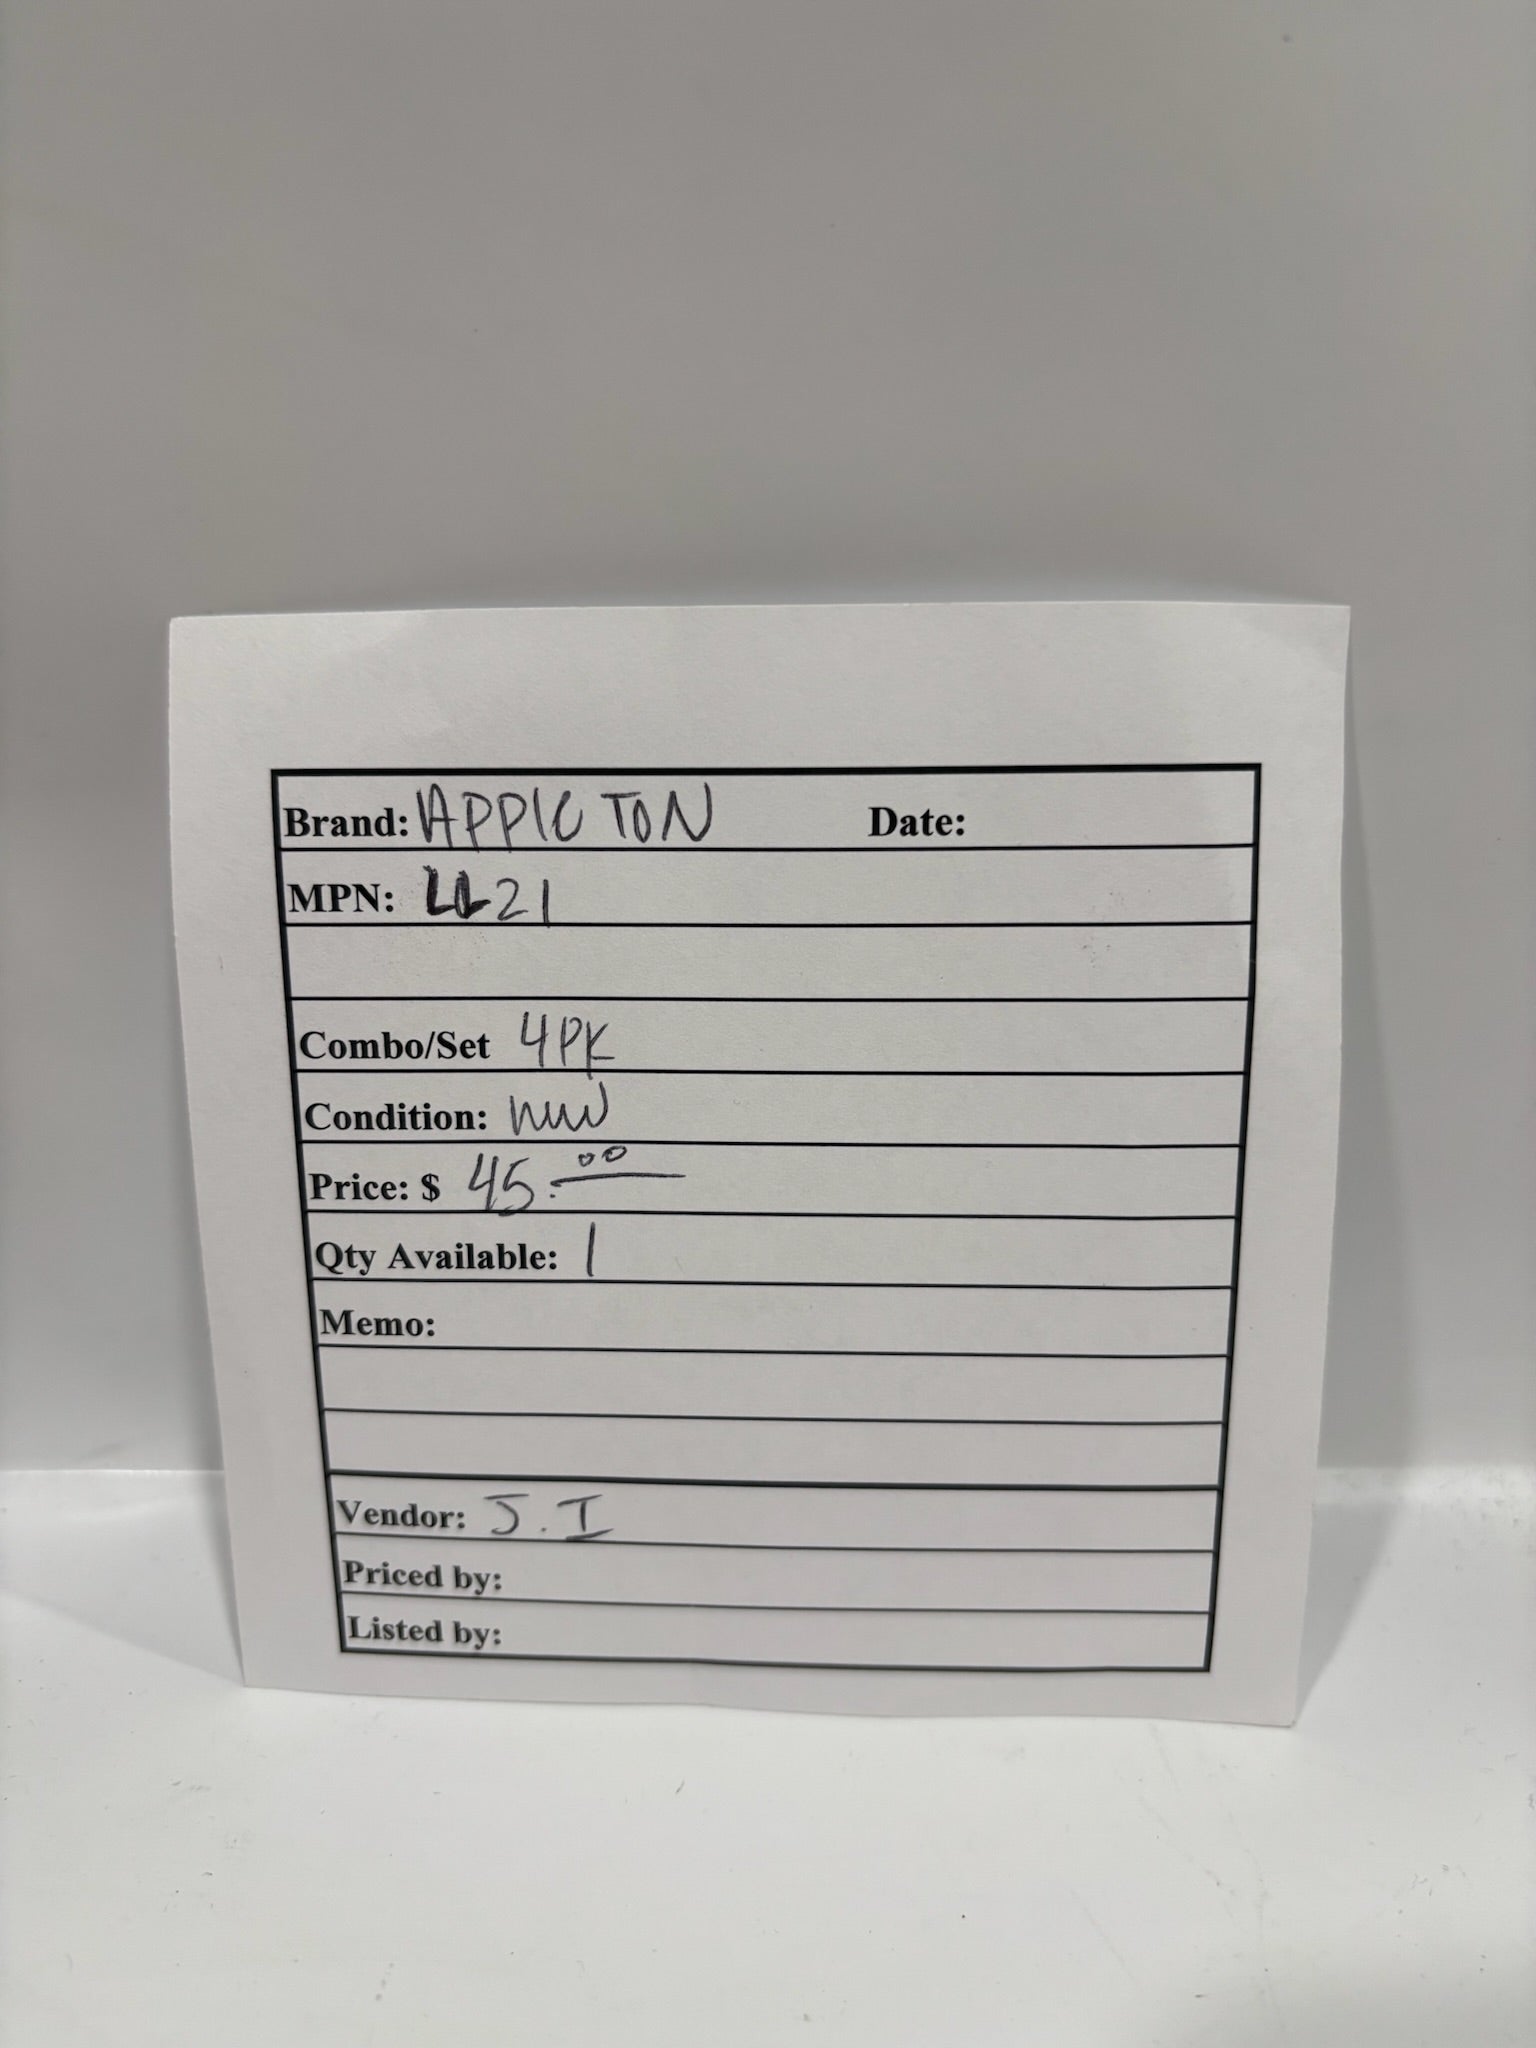 Brand: APPLETON Date:
MPN: LL21
Combo/Set 4PK
Condition: new
Price: $ 45.00
Qty Available: 1
Memo:
Vendor: J.I
Priced by:
Listed by: